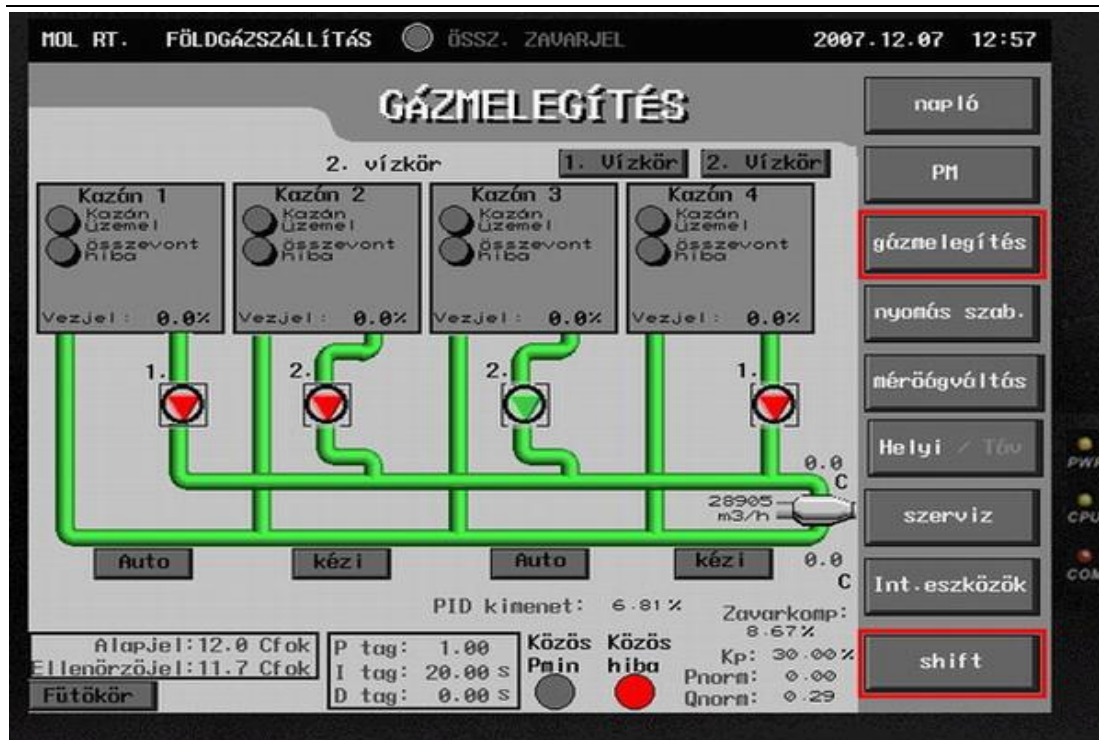 MOL RT. FÖLDGÁZSZÁLLÍTÁS ÖSSZ. ZAVARJEL 2007.12.07 12:57
GÁZMELEGÍTÉS
2. vízkör 1. Vízkör 2. Vízkör
Kazán 1 Kazán 2 Kazán 3 Kazán 4
Kazán Kazán Kazán Kazán
üzemel üzemel üzemel üzemel
összevont összevont összevont összevont
hiba hiba hiba hiba
Vezjel: 0.0% Vezjel: 0.0% Vezjel: 0.0% Vezjel: 0.0%
1. 2. 2. 1.
0.0
C
28905
m3/h
0.0
C
Auto kézi Auto kézi
PID kimenet: 6.81%
Zavarkomp:
8.67%
Kp: 30.00%
Pnorm: 0.00
Qnorm: 0.29
Alapjel:12.0 Cfok
Ellenörzöjel:11.7 Cfok
Fütökör
P tag: 1.00
I tag: 20.00 s
D tag: 0.00 s
Közös Közös
Pmin hiba
napló
PM
gázmelegítés
nyomás szab.
méröágváltás
Helyi / Táv
szerviz
Int.eszközök
shift
PWR
CPU
COM